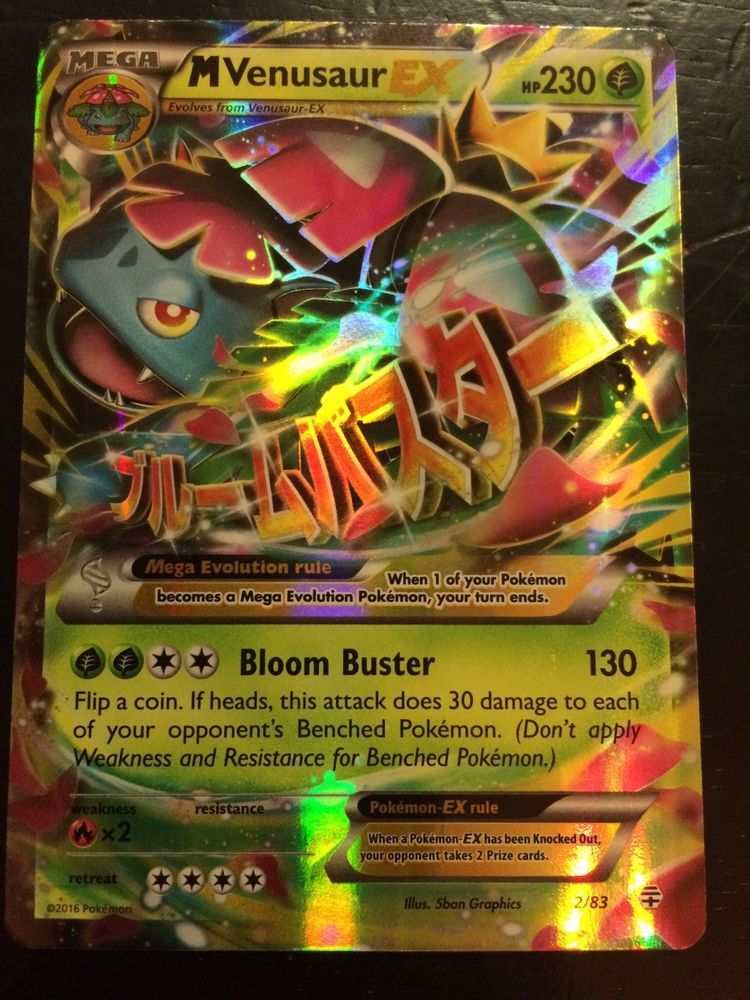 MEGA
M Venusaur EX
HP230
Evolves from Venusaur-EX
ブルームバスター
Mega Evolution rule
When 1 of your Pokémon
becomes a Mega Evolution Pokémon, your turn ends.
Bloom Buster 130
Flip a coin. If heads, this attack does 30 damage to each
of your opponent's Benched Pokémon. (Don't apply
Weakness and Resistance for Benched Pokémon.)
weakness resistance
×2
Pokémon-EX rule
When a Pokémon-EX has been Knocked Out,
your opponent takes 2 Prize cards.
retreat
©2016 Pokémon
Illus. 5ban Graphics
2/83